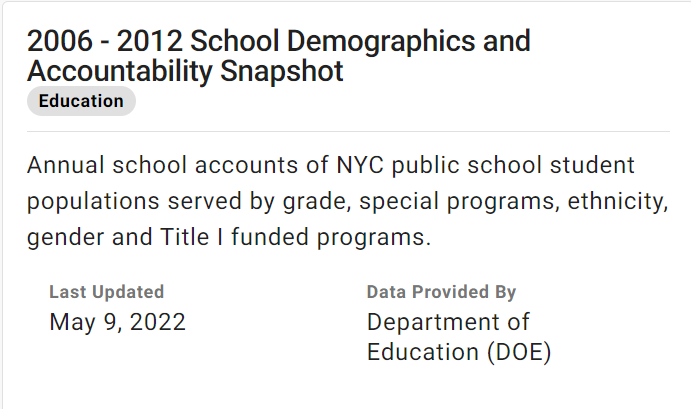 2006 - 2012 School Demographics and
Accountability Snapshot
Education
Annual school accounts of NYC public school student
populations served by grade, special programs, ethnicity,
gender and Title I funded programs.
Last Updated
May 9, 2022
Data Provided By
Department of
Education (DOE)